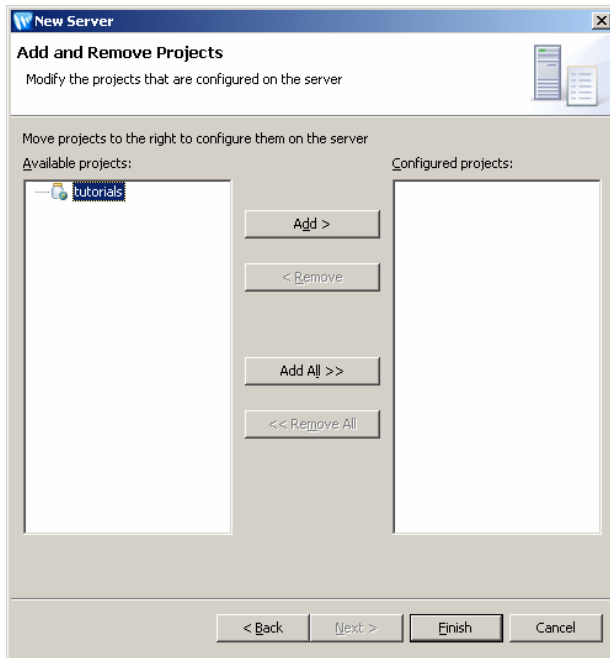 New Server
Add and Remove Projects
Modify the projects that are configured on the server
Move projects to the right to configure them on the server
Available projects:
Configured projects:
tutorials
Add >
< Remove
Add All >>
<< Remove All
< Back
Next >
Finish
Cancel